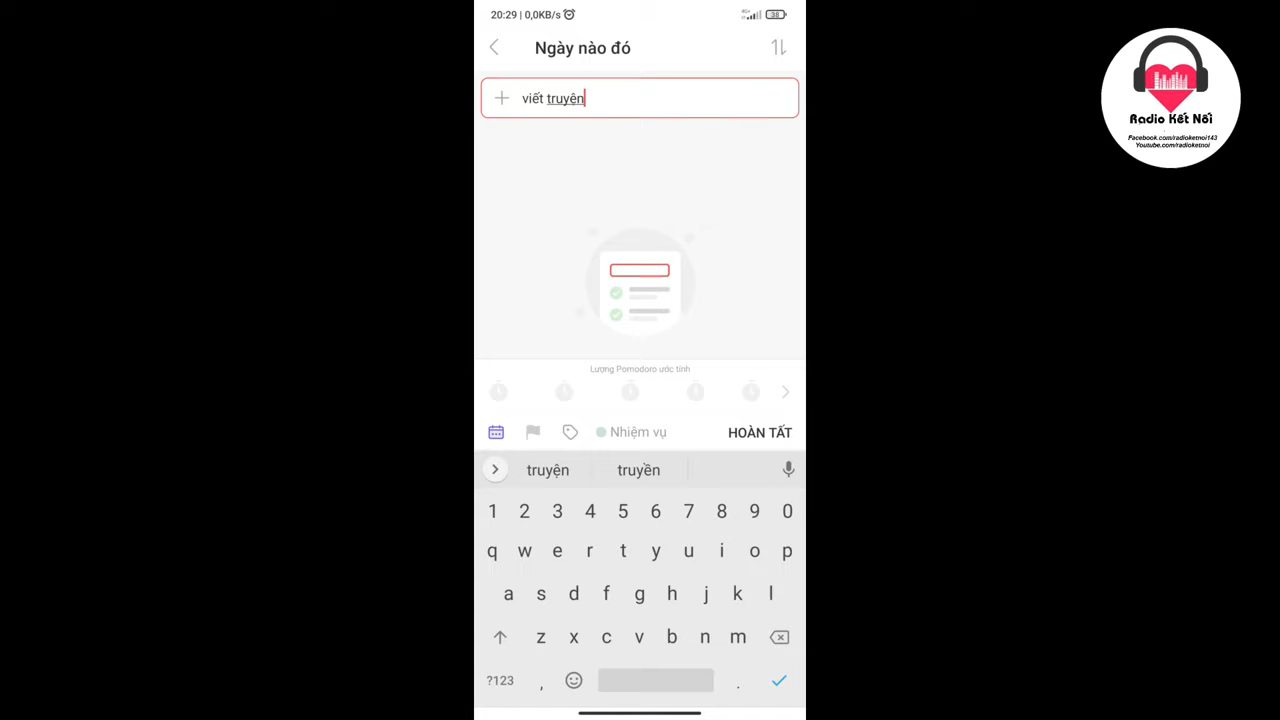 20:29 | 0,0KB/s
4G+
38
Ngày nào đó
viết truyên
Lượng Pomodoro ước tính
Nhiệm vụ
HOÀN TẤT
truyện truyền
1 2 3 4 5 6 7 8 9 0
q w e r t y u i o p
a s d f g h j k l
z x c v b n m
?123 , .
Radio Kết Nối
Facebook.com/radioketnoi143
Youtube.com/radioketnoi